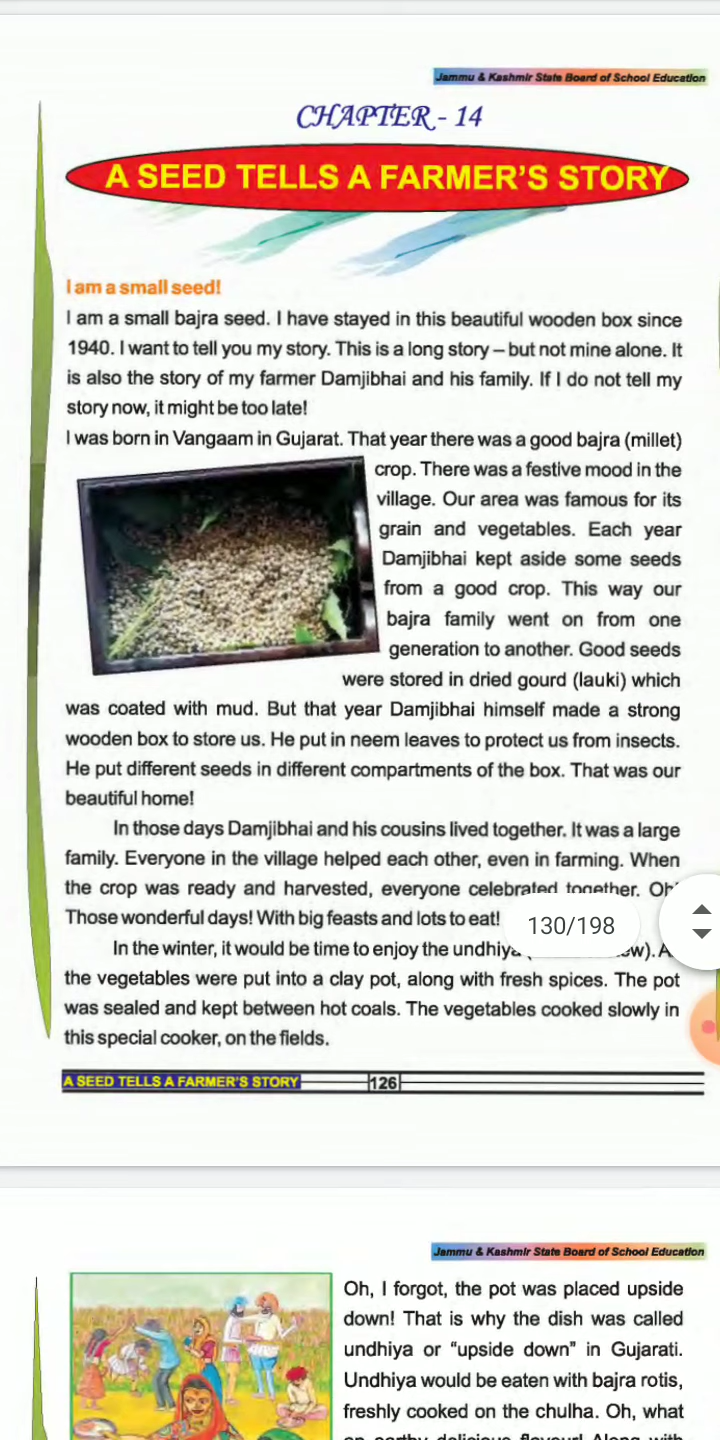 Jammu & Kashmir State Board of School Education
CHAPTER - 14
A SEED TELLS A FARMER'S STORY
I am a small seed!
I am a small bajra seed. I have stayed in this beautiful wooden box since
1940. I want to tell you my story. This is a long story – but not mine alone. It
is also the story of my farmer Damjibhai and his family. If I do not tell my
story now, it might be too late!
I was born in Vangaam in Gujarat. That year there was a good bajra (millet)
crop. There was a festive mood in the
village. Our area was famous for its
grain and vegetables. Each year
Damjibhai kept aside some seeds
from a good crop. This way our
bajra family went on from one
generation to another. Good seeds
were stored in dried gourd (lauki) which
was coated with mud. But that year Damjibhai himself made a strong
wooden box to store us. He put in neem leaves to protect us from insects.
He put different seeds in different compartments of the box. That was our
beautiful home!
In those days Damjibhai and his cousins lived together. It was a large
family. Everyone in the village helped each other, even in farming. When
the crop was ready and harvested, everyone celebrated together. Oh!
Those wonderful days! With big feasts and lots to eat!
130/198
In the winter, it would be time to enjoy the undhiya
the vegetables were put into a clay pot, along with fresh spices. The pot
was sealed and kept between hot coals. The vegetables cooked slowly in
this special cooker, on the fields.
A SEED TELLS A FARMER'S STORY 126
Jammu & Kashmir State Board of School Education
Oh, I forgot, the pot was placed upside
down! That is why the dish was called
undhiya or “upside down” in Gujarati.
Undhiya would be eaten with bajra rotis,
freshly cooked on the chulha. Oh, what